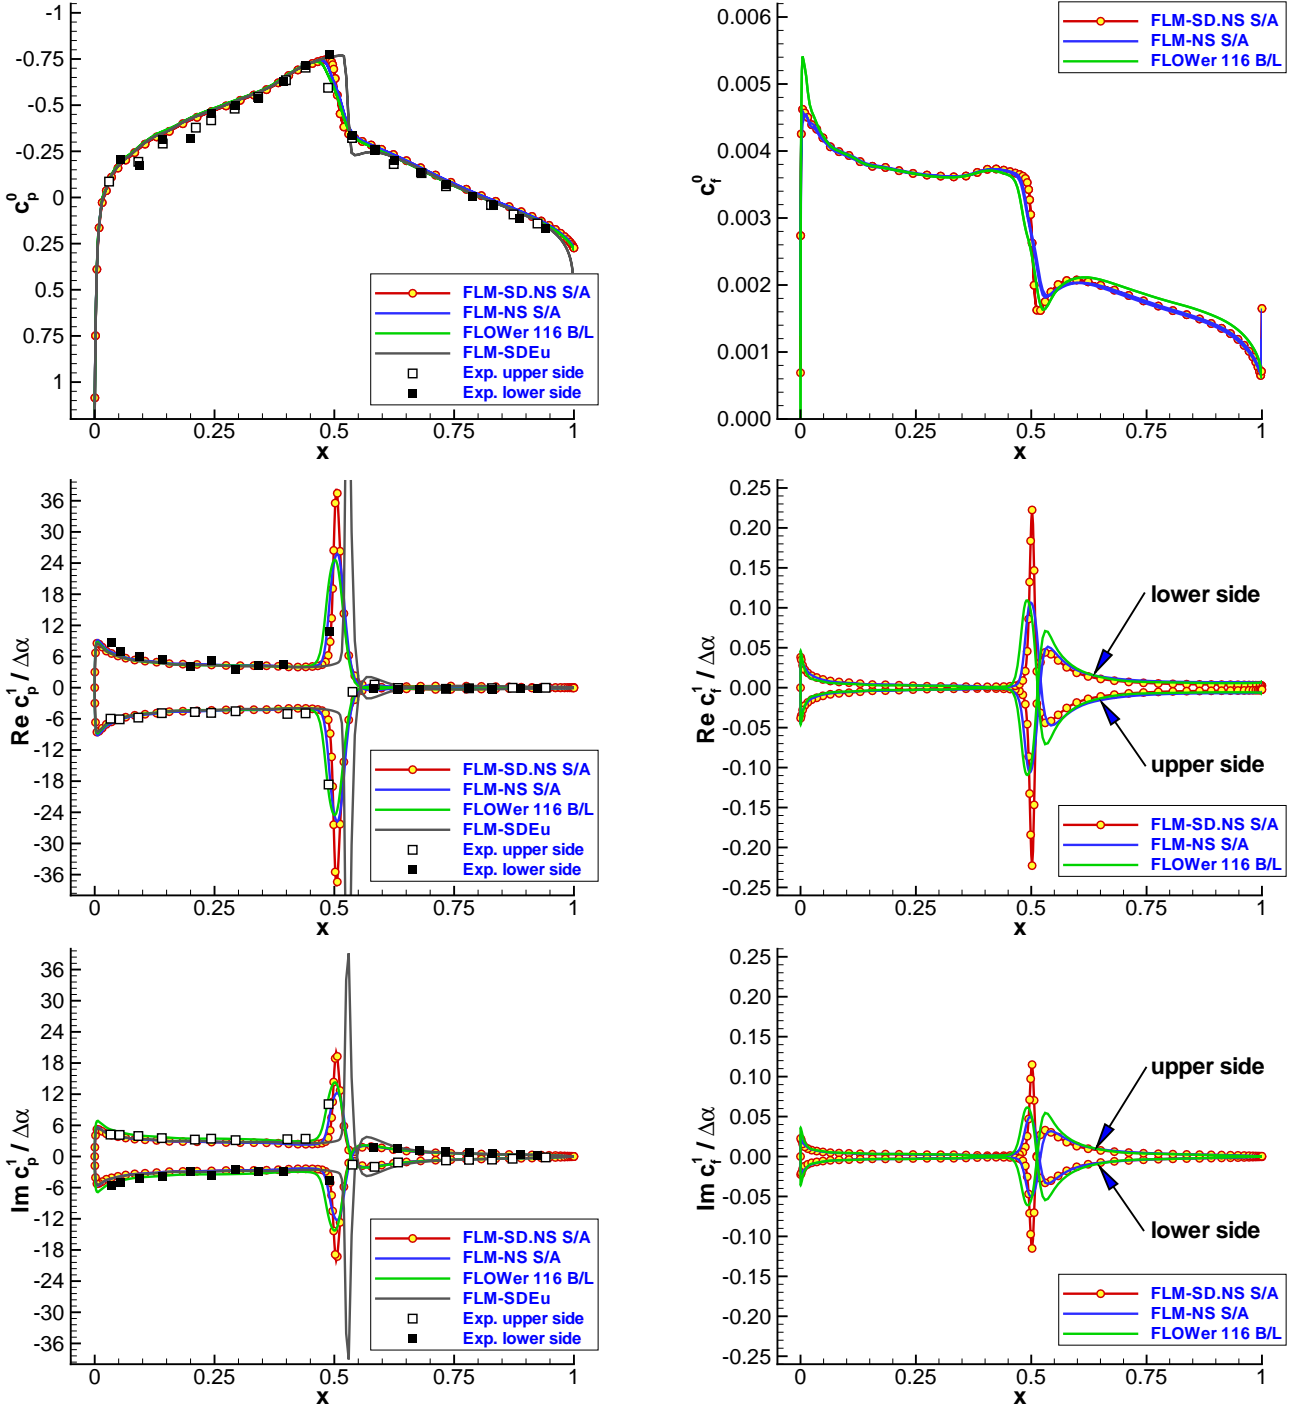 -1
-0.75
-0.5
-0.25
0
0.25
0.5
0.75
1
c_p^0
0 0.25 0.5 0.75 1
x
FLM-SD.NS S/A
FLM-NS S/A
FLOWer 116 B/L
FLM-SDEu
Exp. upper side
Exp. lower side
0.006
0.005
0.004
0.003
0.002
0.001
0.000
c_f^0
0 0.25 0.5 0.75 1
x
FLM-SD.NS S/A
FLM-NS S/A
FLOWer 116 B/L
36
30
24
18
12
6
0
-6
-12
-18
-24
-30
-36
Re c_p^1 / Δα
0 0.25 0.5 0.75 1
x
FLM-SD.NS S/A
FLM-NS S/A
FLOWer 116 B/L
FLM-SDEu
Exp. upper side
Exp. lower side
0.25
0.20
0.15
0.10
0.05
0.00
-0.05
-0.10
-0.15
-0.20
-0.25
Re c_f^1 / Δα
0 0.25 0.5 0.75 1
x
lower side
upper side
FLM-SD.NS S/A
FLM-NS S/A
FLOWer 116 B/L
36
30
24
18
12
6
0
-6
-12
-18
-24
-30
-36
Im c_p^1 / Δα
0 0.25 0.5 0.75 1
x
FLM-SD.NS S/A
FLM-NS S/A
FLOWer 116 B/L
FLM-SDEu
Exp. upper side
Exp. lower side
0.25
0.20
0.15
0.10
0.05
0.00
-0.05
-0.10
-0.15
-0.20
-0.25
Im c_f^1 / Δα
0 0.25 0.5 0.75 1
x
upper side
lower side
FLM-SD.NS S/A
FLM-NS S/A
FLOWer 116 B/L